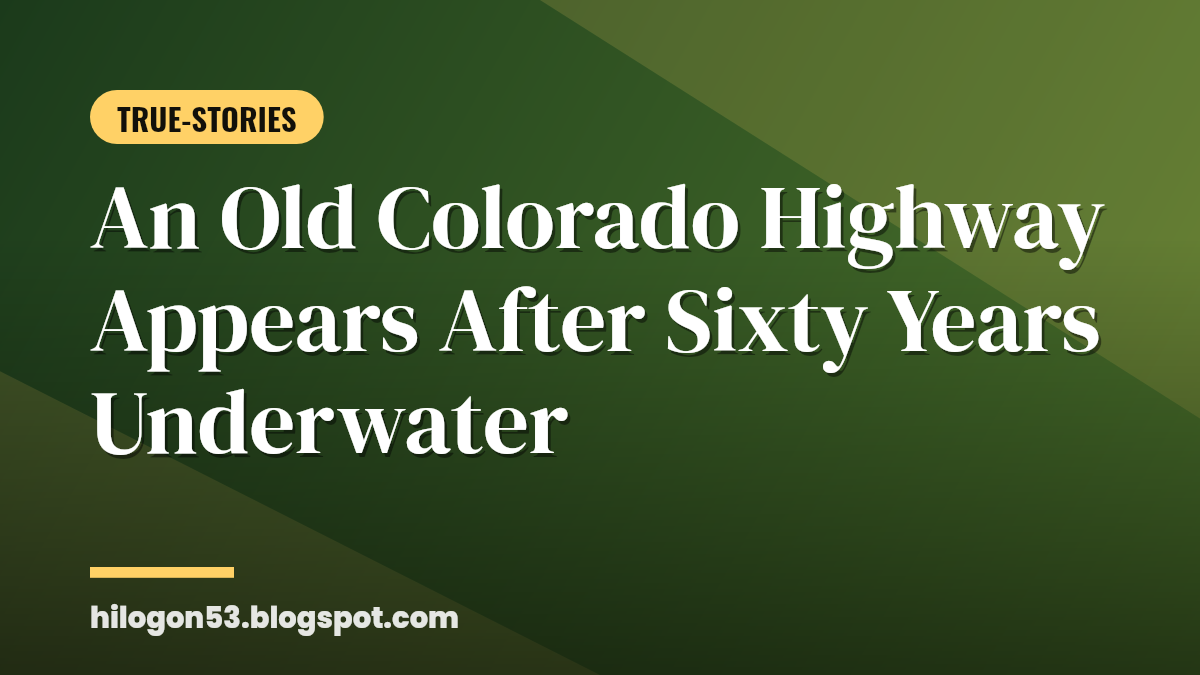 TRUE-STORIES
An Old Colorado Highway
Appears After Sixty Years
Underwater
hilogon53.blogspot.com